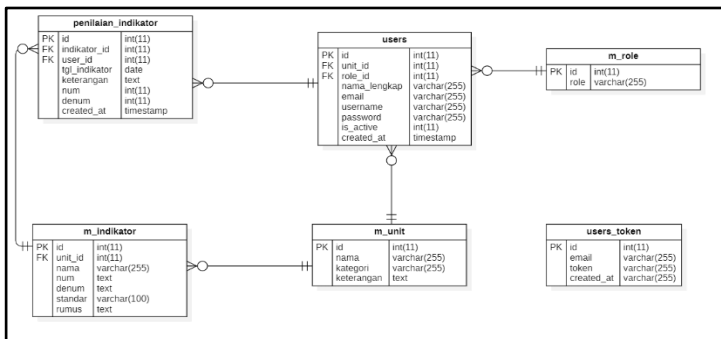 penilaian_indikator
PK id int(11)
FK indikator_id int(11)
FK user_id int(11)
tgl_indikator date
keterangan text
num int(11)
denum int(11)
created_at timestamp
users
PK id int(11)
FK unit_id int(11)
FK role_id int(11)
nama_lengkap varchar(255)
email varchar(255)
username varchar(255)
password varchar(255)
is_active int(11)
created_at timestamp
m_role
PK id int(11)
role varchar(255)
m_indikator
PK id int(11)
FK unit_id int(11)
nama varchar(255)
num text
denum text
standar varchar(100)
rumus text
m_unit
PK id int(11)
nama varchar(255)
kategori varchar(255)
keterangan text
users_token
PK id int(11)
email varchar(255)
token varchar(255)
created_at varchar(255)